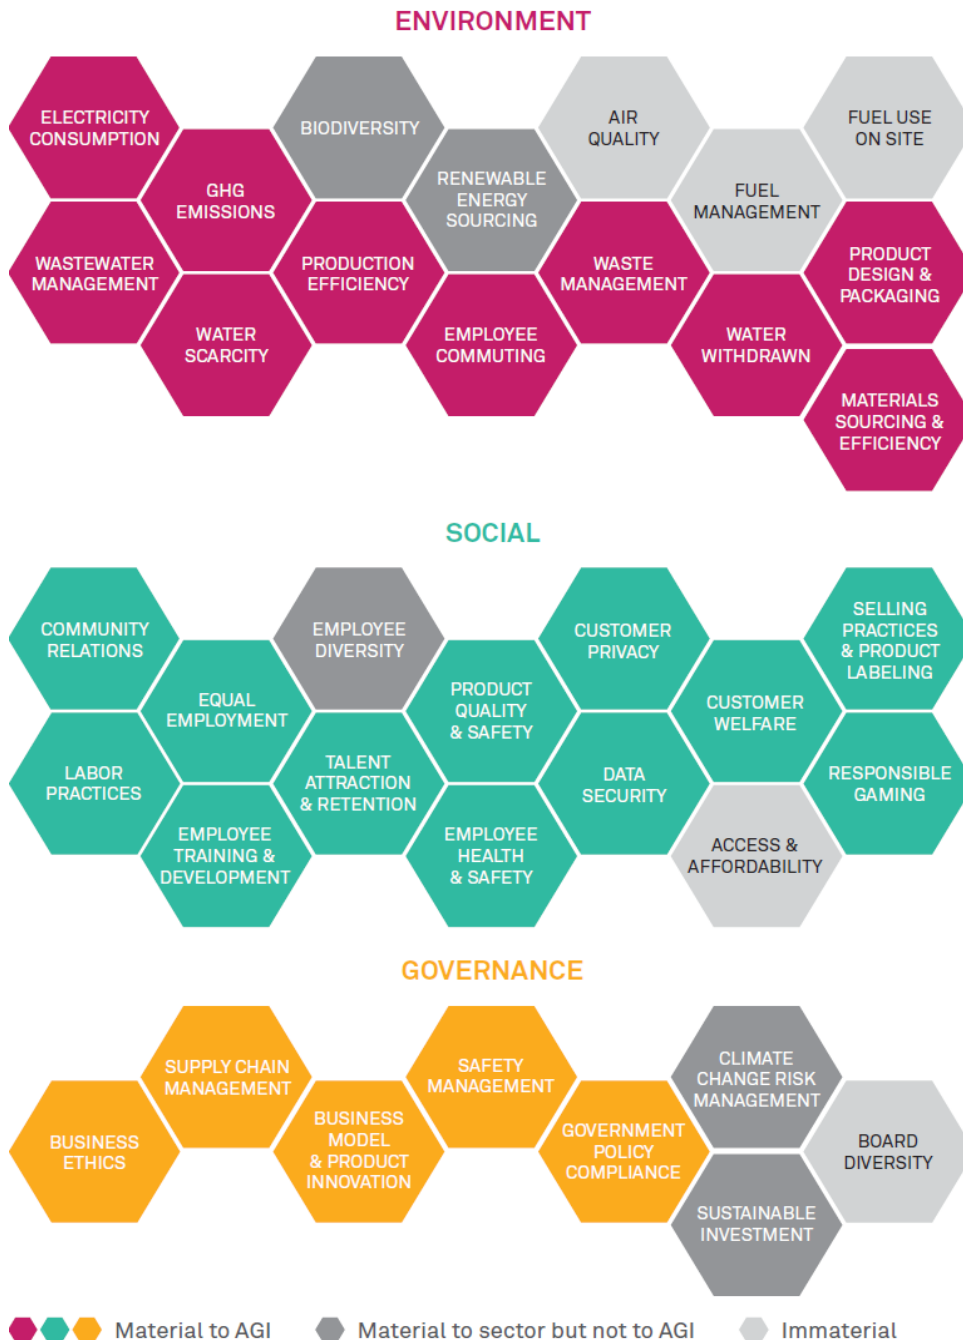 ENVIRONMENT
ELECTRICITY
CONSUMPTION
GHG
EMISSIONS
BIODIVERSITY
RENEWABLE
ENERGY
SOURCING
AIR
QUALITY
FUEL
MANAGEMENT
FUEL USE
ON SITE
WASTEWATER
MANAGEMENT
WATER
SCARCITY
PRODUCTION
EFFICIENCY
EMPLOYEE
COMMUTING
WASTE
MANAGEMENT
WATER
WITHDRAWN
PRODUCT
DESIGN &
PACKAGING
MATERIALS
SOURCING &
EFFICIENCY
SOCIAL
COMMUNITY
RELATIONS
EQUAL
EMPLOYMENT
EMPLOYEE
DIVERSITY
PRODUCT
QUALITY
& SAFETY
CUSTOMER
PRIVACY
CUSTOMER
WELFARE
SELLING
PRACTICES
& PRODUCT
LABELING
LABOR
PRACTICES
EMPLOYEE
TRAINING &
DEVELOPMENT
TALENT
ATTRACTION
& RETENTION
EMPLOYEE
HEALTH
& SAFETY
DATA
SECURITY
ACCESS &
AFFORDABILITY
RESPONSIBLE
GAMING
GOVERNANCE
BUSINESS
ETHICS
SUPPLY CHAIN
MANAGEMENT
BUSINESS
MODEL
& PRODUCT
INNOVATION
SAFETY
MANAGEMENT
GOVERNMENT
POLICY
COMPLIANCE
CLIMATE
CHANGE RISK
MANAGEMENT
SUSTAINABLE
INVESTMENT
BOARD
DIVERSITY
Material to AGI
Material to sector but not to AGI
Immaterial